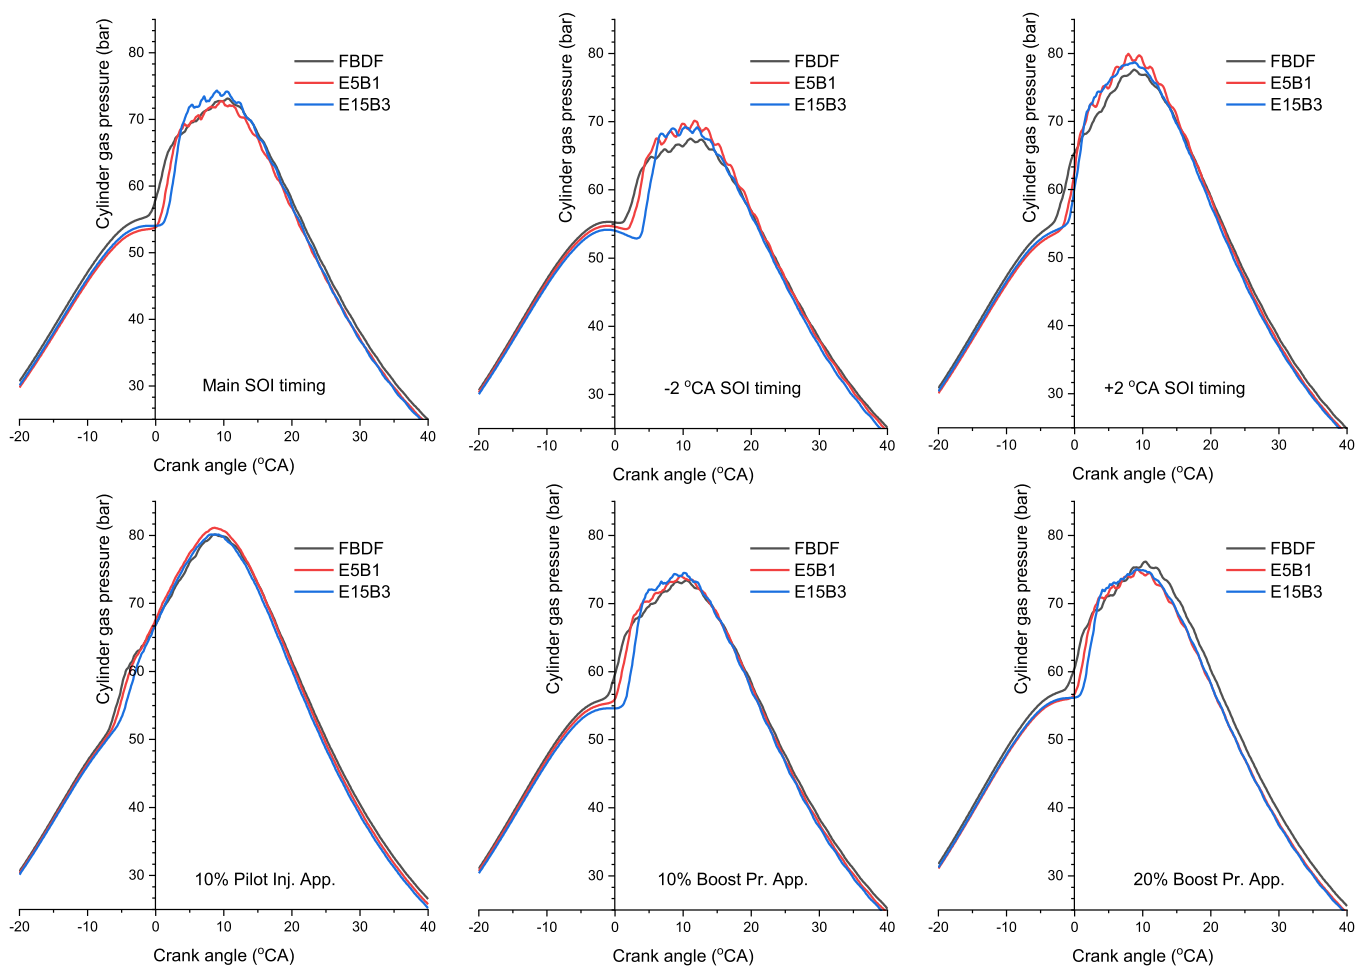 Cylinder gas pressure (bar)
80
70
60
50
40
30
FBDF
E5B1
E15B3
Main SOI timing
-20 -10 0 10 20 30 40
Crank angle (ºCA)
Cylinder gas pressure (bar)
80
70
60
50
40
30
FBDF
E5B1
E15B3
-2 ºCA SOI timing
-20 -10 0 10 20 30 40
Crank angle (ºCA)
Cylinder gas pressure (bar)
80
70
60
50
40
30
FBDF
E5B1
E15B3
+2 ºCA SOI timing
-20 -10 0 10 20 30 40
Crank angle (ºCA)
Cylinder gas pressure (bar)
80
70
60
50
40
30
FBDF
E5B1
E15B3
10% Pilot Inj. App.
-20 -10 0 10 20 30 40
Crank angle (ºCA)
Cylinder gas pressure (bar)
80
70
60
50
40
30
FBDF
E5B1
E15B3
10% Boost Pr. App.
-20 -10 0 10 20 30 40
Crank angle (ºCA)
Cylinder gas pressure (bar)
80
70
60
50
40
30
FBDF
E5B1
E15B3
20% Boost Pr. App.
-20 -10 0 10 20 30 40
Crank angle (ºCA)